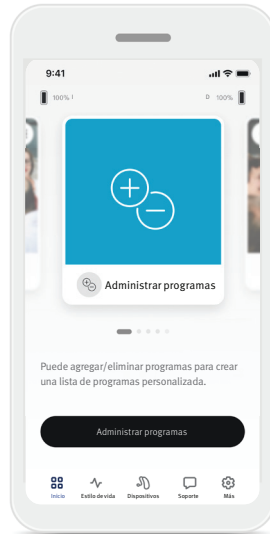 9:41
100% I
D 100%
Administrar programas
Puede agregar/eliminar programas para crear
una lista de programas personalizada.
Administrar programas
Inicio Estilo de vida Dispositivos Soporte Más